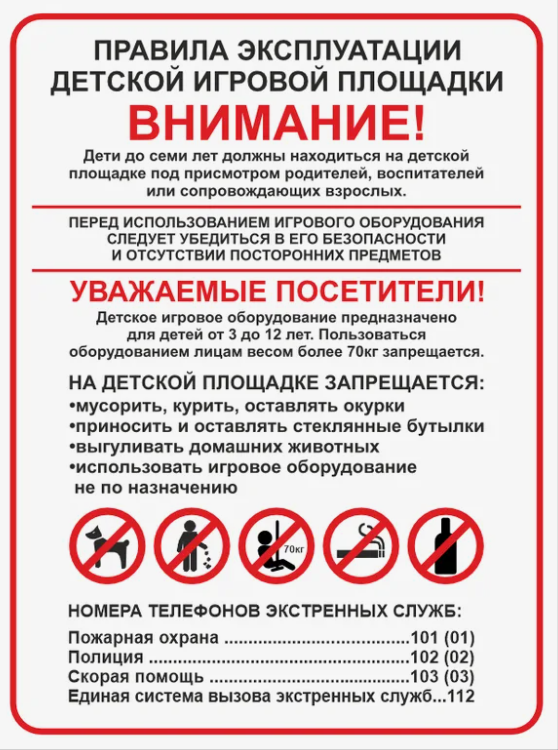 ПРАВИЛА ЭКСПЛУАТАЦИИ
ДЕТСКОЙ ИГРОВОЙ ПЛОЩАДКИ
ВНИМАНИЕ!
Дети до семи лет должны находиться на детской
площадке под присмотром родителей, воспитателей
или сопровождающих взрослых.
ПЕРЕД ИСПОЛЬЗОВАНИЕМ ИГРОВОГО ОБОРУДОВАНИЯ
СЛЕДУЕТ УБЕДИТЬСЯ В ЕГО БЕЗОПАСНОСТИ
И ОТСУТСТВИИ ПОСТОРОННИХ ПРЕДМЕТОВ
УВАЖАЕМЫЕ ПОСЕТИТЕЛИ!
Детское игровое оборудование предназначено
для детей от 3 до 12 лет. Пользоваться
оборудованием лицам весом более 70кг запрещается.
НА ДЕТСКОЙ ПЛОЩАДКЕ ЗАПРЕЩАЕТСЯ:
•мусорить, курить, оставлять окурки
•приносить и оставлять стеклянные бутылки
•выгуливать домашних животных
•использовать игровое оборудование
не по назначению
70кг
НОМЕРА ТЕЛЕФОНОВ ЭКСТРЕННЫХ СЛУЖБ:
Пожарная охрана ...................................101 (01)
Полиция .................................................102 (02)
Скорая помощь ......................................103 (03)
Единая система вызова экстренных служб...112